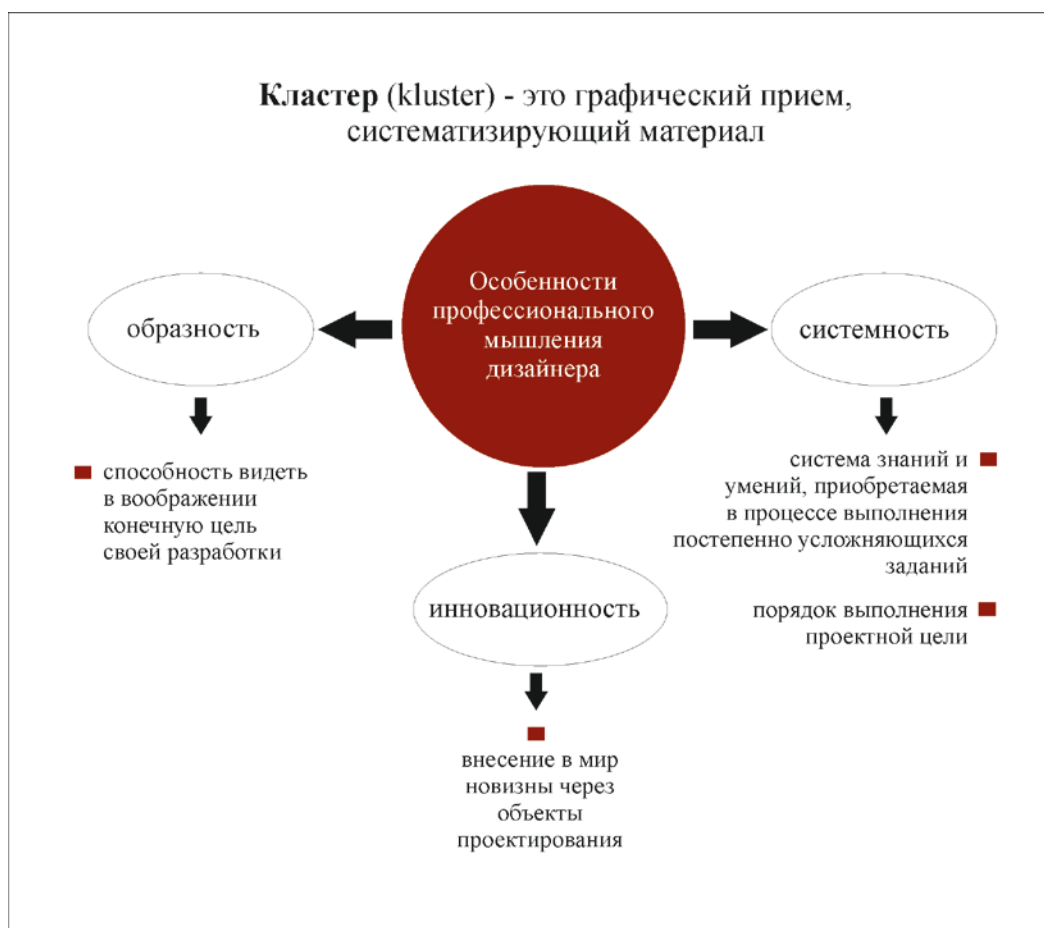 Кластер (kluster) - это графический прием,
систематизирующий материал
Особенности
профессионального
мышления
дизайнера
образность
системность
способность видеть
в воображении
конечную цель
своей разработки
система знаний и
умений, приобретаемая
в процессе выполнения
постепенно усложняющихся
заданий
порядок выполнения
проектной цели
инновационность
внесение в мир
новизны через
объекты
проектирования